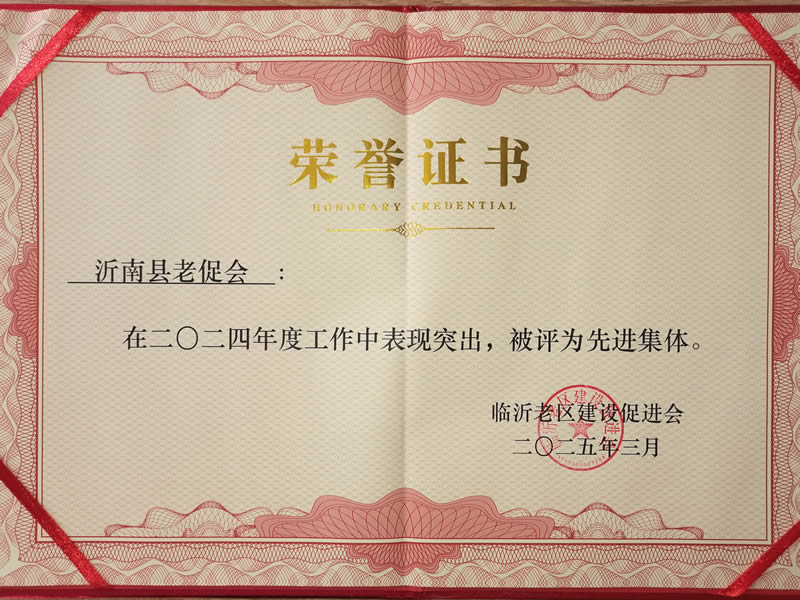 荣誉证书
HONORARY CREDENTIAL
沂南县老促会：
在二〇二四年度工作中表现突出，被评为先进集体。
临沂老区建设促进会
二〇二五年三月